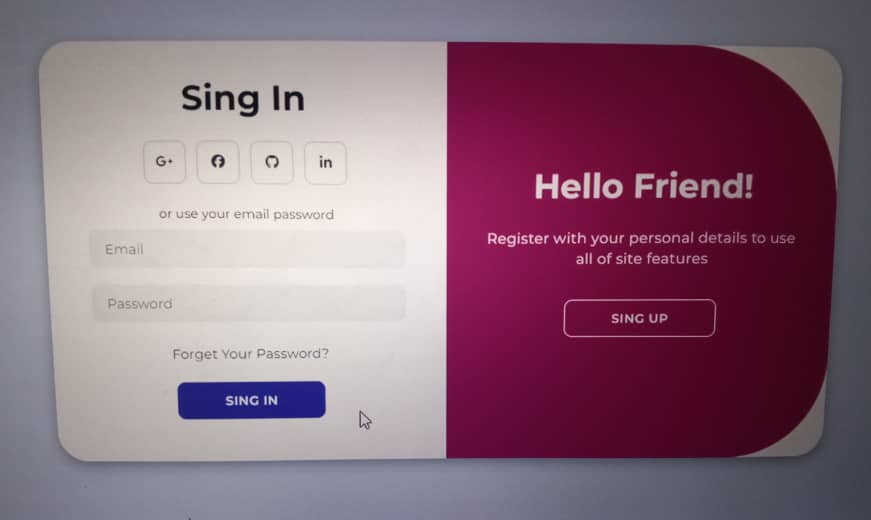 Sing In
G+
in
or use your email password
Email
Password
Forget Your Password?
SING IN
Hello Friend!
Register with your personal details to use
all of site features
SING UP